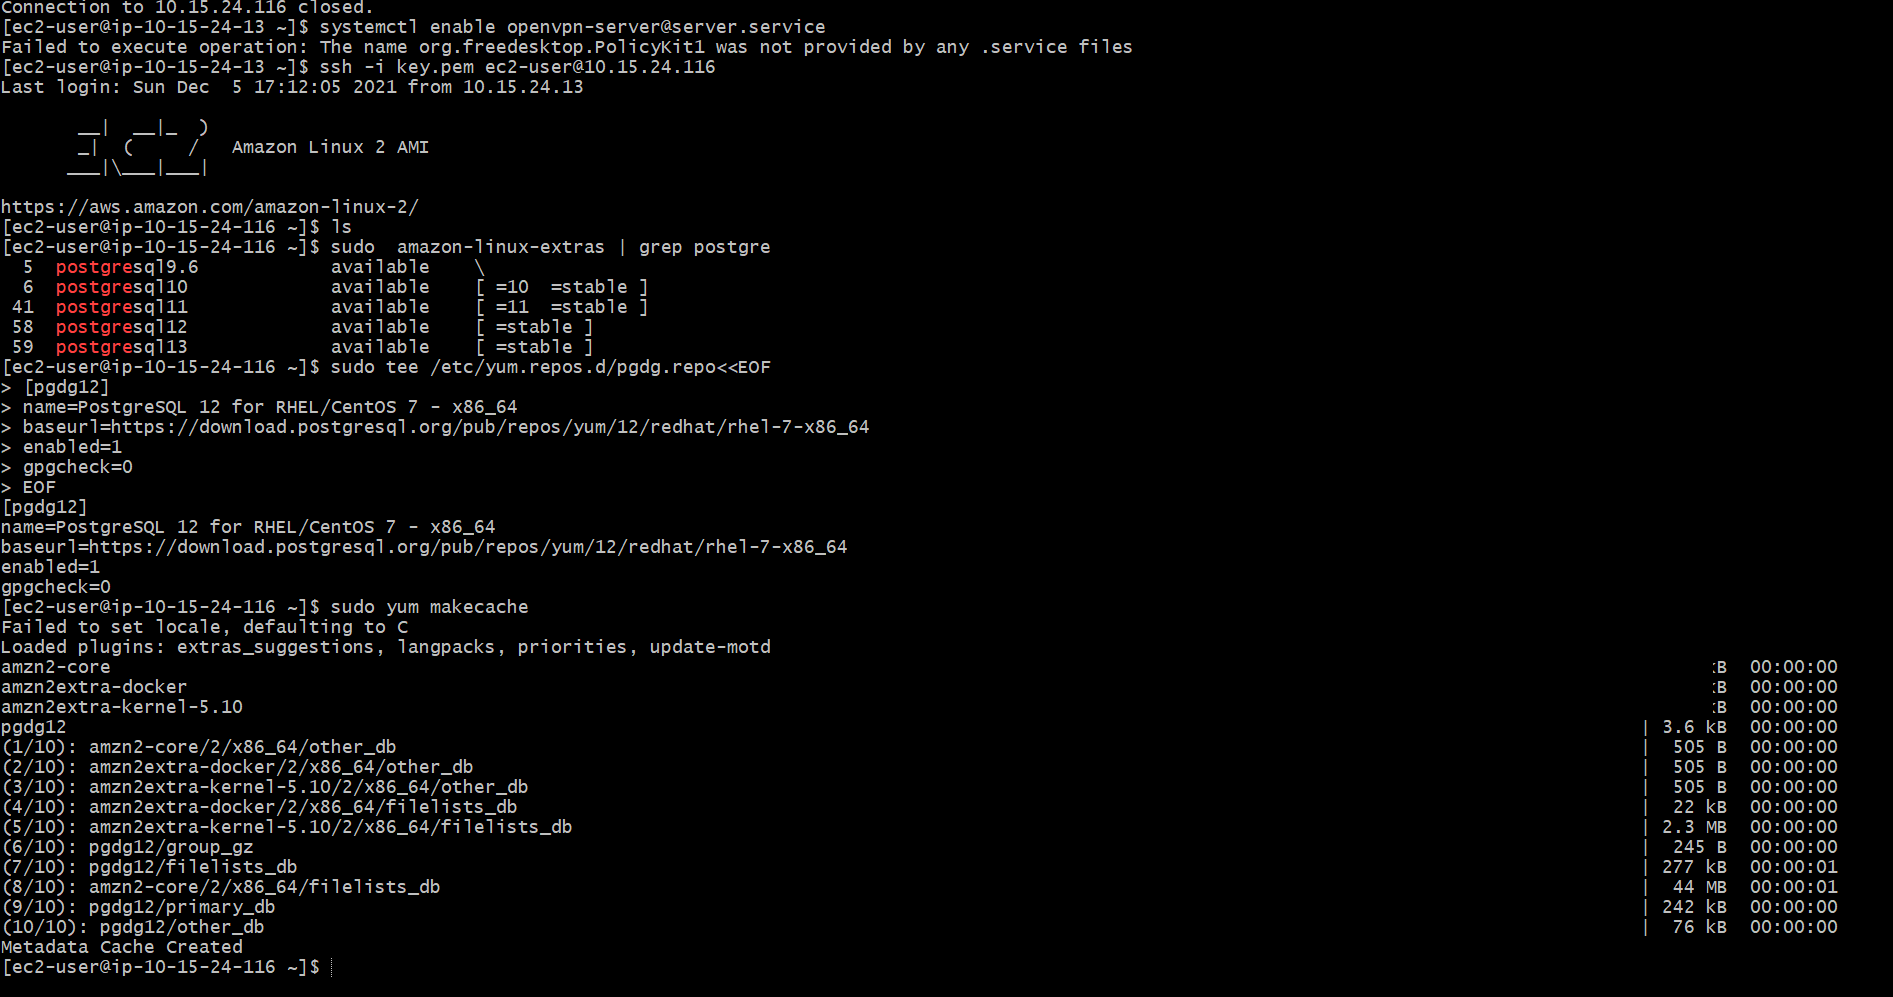 Connection to 10.15.24.116 closed.
[ec2-user@ip-10-15-24-13 ~]$ systemctl enable openvpn-server@server.service
Failed to execute operation: The name org.freedesktop.PolicyKit1 was not provided by any .service files
[ec2-user@ip-10-15-24-13 ~]$ ssh -i key.pem ec2-user@10.15.24.116
Last login: Sun Dec  5 17:12:05 2021 from 10.15.24.13

       __|  __|_  )
       _|  (     /   Amazon Linux 2 AMI
      ___|\___|___|

https://aws.amazon.com/amazon-linux-2/
[ec2-user@ip-10-15-24-116 ~]$ ls
[ec2-user@ip-10-15-24-116 ~]$ sudo  amazon-linux-extras | grep postgre
  5  postgresql9.6            available    \
  6  postgresql10             available    [ =10  =stable ]
 41  postgresql11             available    [ =11  =stable ]
 58  postgresql12             available    [ =stable ]
 59  postgresql13             available    [ =stable ]
[ec2-user@ip-10-15-24-116 ~]$ sudo tee /etc/yum.repos.d/pgdg.repo<<EOF
> [pgdg12]
> name=PostgreSQL 12 for RHEL/CentOS 7 - x86_64
> baseurl=https://download.postgresql.org/pub/repos/yum/12/redhat/rhel-7-x86_64
> enabled=1
> gpgcheck=0
> EOF
[pgdg12]
name=PostgreSQL 12 for RHEL/CentOS 7 - x86_64
baseurl=https://download.postgresql.org/pub/repos/yum/12/redhat/rhel-7-x86_64
enabled=1
gpgcheck=0
[ec2-user@ip-10-15-24-116 ~]$ sudo yum makecache
Failed to set locale, defaulting to C
Loaded plugins: extras_suggestions, langpacks, priorities, update-motd
amzn2-core kB 00:00:00
amzn2extra-docker kB 00:00:00
amzn2extra-kernel-5.10 kB 00:00:00
pgdg12 | 3.6 kB 00:00:00
(1/10): amzn2-core/2/x86_64/other_db | 505 B 00:00:00
(2/10): amzn2extra-docker/2/x86_64/other_db | 505 B 00:00:00
(3/10): amzn2extra-kernel-5.10/2/x86_64/other_db | 505 B 00:00:00
(4/10): amzn2extra-docker/2/x86_64/filelists_db | 22 kB 00:00:00
(5/10): amzn2extra-kernel-5.10/2/x86_64/filelists_db | 2.3 MB 00:00:00
(6/10): pgdg12/group_gz | 245 B 00:00:00
(7/10): pgdg12/filelists_db | 277 kB 00:00:01
(8/10): amzn2-core/2/x86_64/filelists_db | 44 MB 00:00:01
(9/10): pgdg12/primary_db | 242 kB 00:00:00
(10/10): pgdg12/other_db | 76 kB 00:00:00
Metadata Cache Created
[ec2-user@ip-10-15-24-116 ~]$